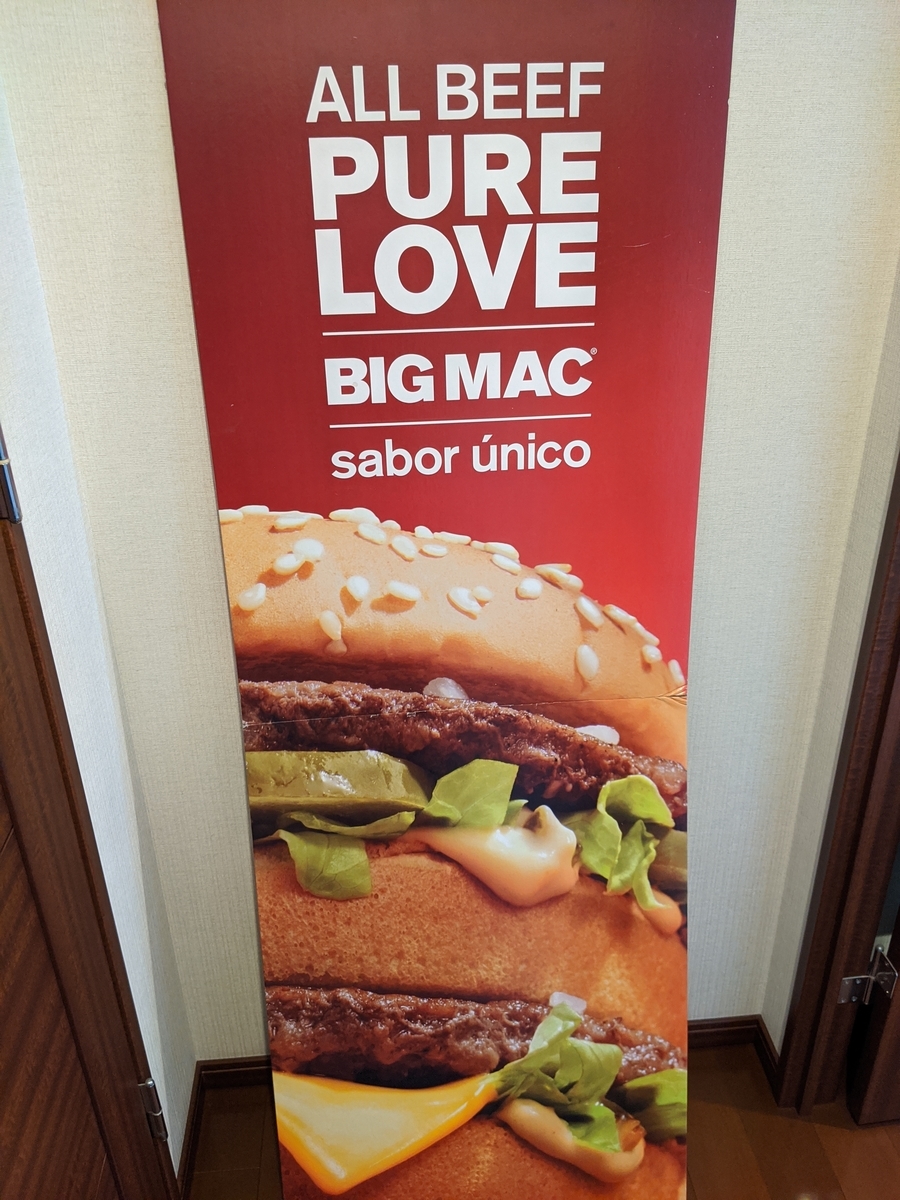 ALL BEEF
PURE
LOVE
BIG MAC®
sabor único